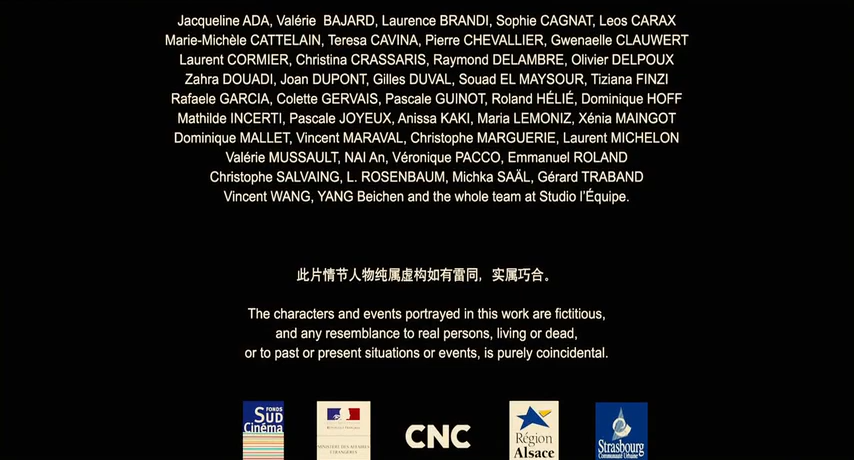 Jacqueline ADA, Valérie BAJARD, Laurence BRANDI, Sophie CAGNAT, Leos CARAX
Marie-Michèle CATTELAIN, Teresa CAVINA, Pierre CHEVALLIER, Gwenaelle CLAUWERT
Laurent CORMIER, Christina CRASSARIS, Raymond DELAMBRE, Olivier DELPOUX
Zahra DOUADI, Joan DUPONT, Gilles DUVAL, Souad EL MAYSOUR, Tiziana FINZI
Rafaele GARCIA, Colette GERVAIS, Pascale GUINOT, Roland HÉLIÉ, Dominique HOFF
Mathilde INCERTI, Pascale JOYEUX, Anissa KAKI, Maria LEMONIZ, Xénia MAINGOT
Dominique MALLET, Vincent MARAVAL, Christophe MARGUERIE, Laurent MICHELON
Valérie MUSSAULT, NAI An, Véronique PACCO, Emmanuel ROLAND
Christophe SALVAING, L. ROSENBAUM, Michka SAÄL, Gérard TRABAND
Vincent WANG, YANG Beichen and the whole team at Studio l'Équipe.
此片情节人物纯属虚构如有雷同，实属巧合。
The characters and events portrayed in this work are fictitious,
and any resemblance to real persons, living or dead,
or to past or present situations or events, is purely coincidental.
FONDS
SUD
Cinéma
MINISTÈRE DES AFFAIRES
ÉTRANGÈRES
CNC
Région
Alsace
Strasbourg
Communauté Urbaine